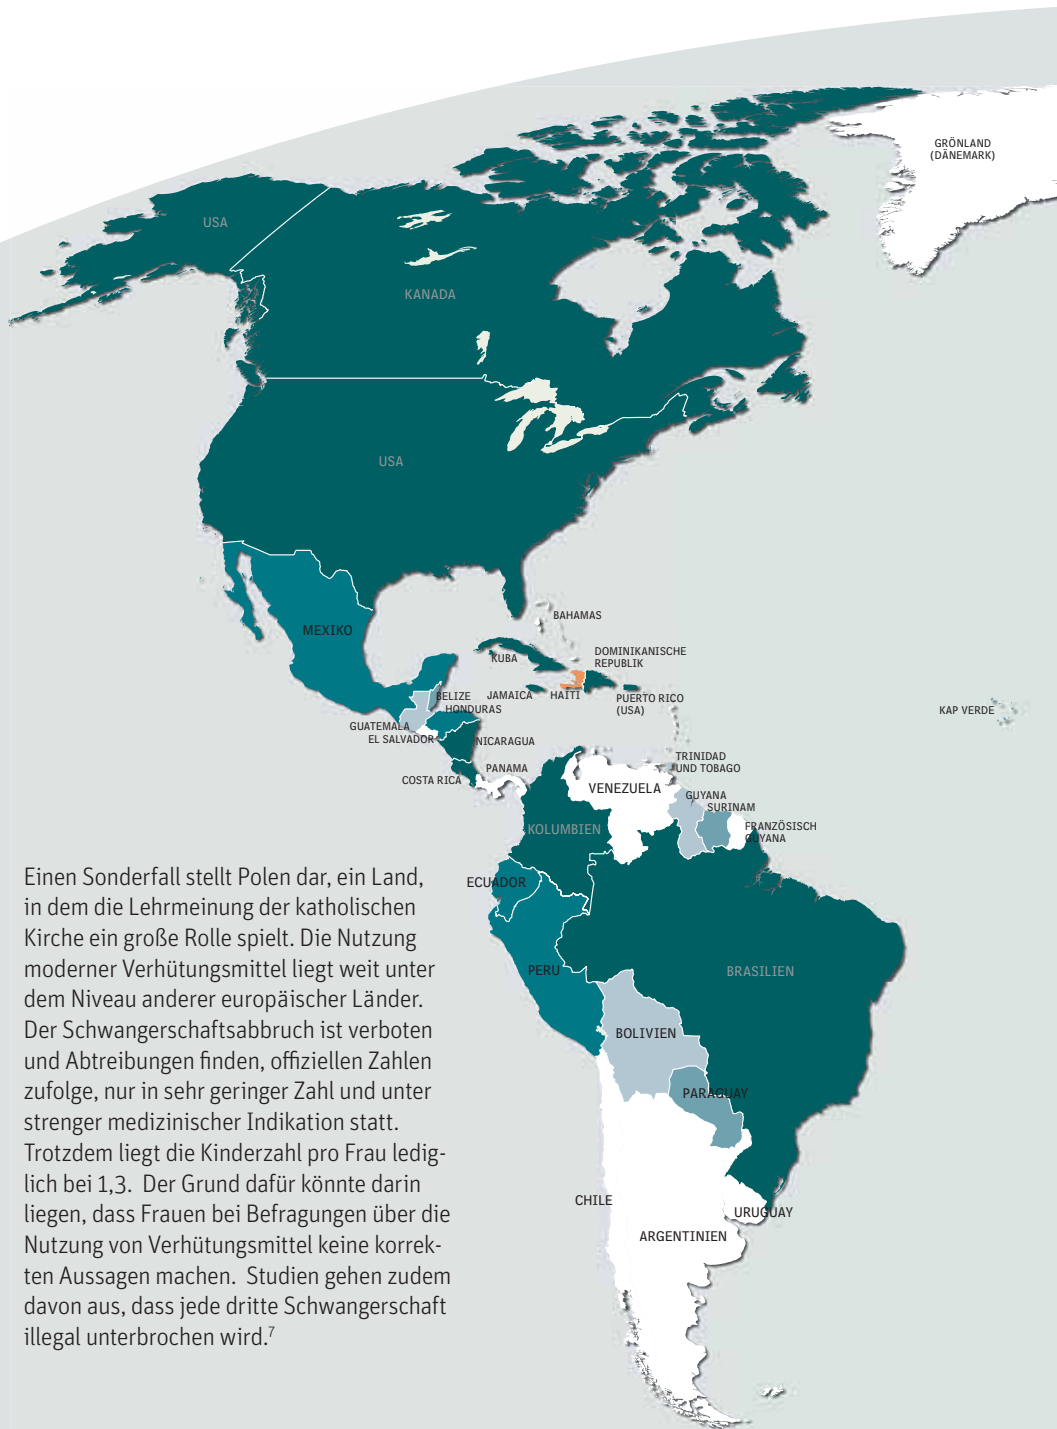 GRÖNLAND
(DÄNEMARK)
USA
KANADA
USA
MEXIKO
BAHAMAS
KUBA
DOMINIKANISCHE
REPUBLIK
BELIZE
HONDURAS
JAMAICA
HAITI
PUERTO RICO
(USA)
KAP VERDE
GUATEMALA
EL SALVADOR
NICARAGUA
COSTA RICA
PANAMA
TRINIDAD
UND TOBAGO
VENEZUELA
GUYANA
SURINAM
FRANZÖSISCH
GUYANA
KOLUMBIEN
ECUADOR
PERU
BRASILIEN
BOLIVIEN
PARAGUAY
CHILE
URUGUAY
ARGENTINIEN
Einen Sonderfall stellt Polen dar, ein Land,
in dem die Lehrmeinung der katholischen
Kirche ein große Rolle spielt. Die Nutzung
moderner Verhütungsmittel liegt weit unter
dem Niveau anderer europäischer Länder.
Der Schwangerschaftsabbruch ist verboten
und Abtreibungen finden, offiziellen Zahlen
zufolge, nur in sehr geringer Zahl und unter
strenger medizinischer Indikation statt.
Trotzdem liegt die Kinderzahl pro Frau ledig-
lich bei 1,3. Der Grund dafür könnte darin
liegen, dass Frauen bei Befragungen über die
Nutzung von Verhütungsmittel keine korrek-
ten Aussagen machen. Studien gehen zudem
davon aus, dass jede dritte Schwangerschaft
illegal unterbrochen wird.7